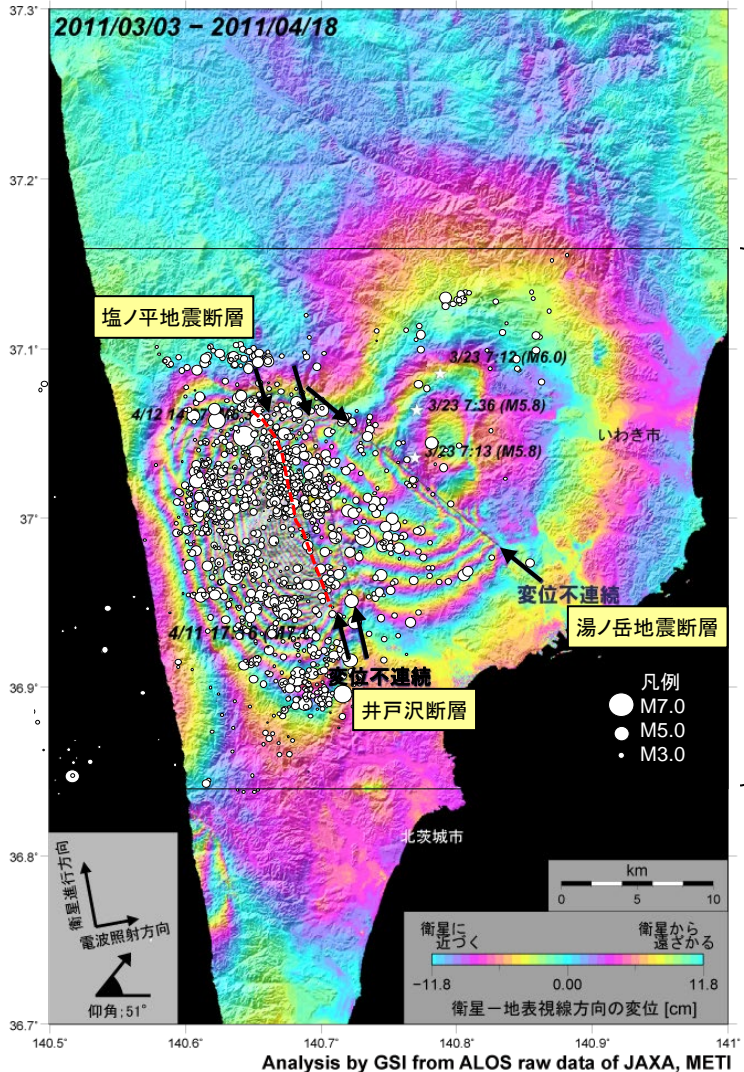 2011/03/03 − 2011/04/18
37.3˚
37.2˚
37.1˚
37˚
36.9˚
36.8˚
36.7˚
塩ノ平地震断層
3/23 7:12 (M6.0)
3/23 7:36 (M5.8)
3/23 7:13 (M5.8)
4/12 14
いわき市
変位不連続
湯ノ岳地震断層
4/11 17
変位不連続
井戸沢断層
凡例
M7.0
M5.0
M3.0
北茨城市
衛星進行方向
電波照射方向
仰角;51°
km
0 5 10
衛星に
近づく
衛星から
遠ざかる
−11.8 0.00 11.8
衛星−地表視線方向の変位 [cm]
140.5˚ 140.6˚ 140.7˚ 140.8˚ 140.9˚ 141˚
Analysis by GSI from ALOS raw data of JAXA, METI